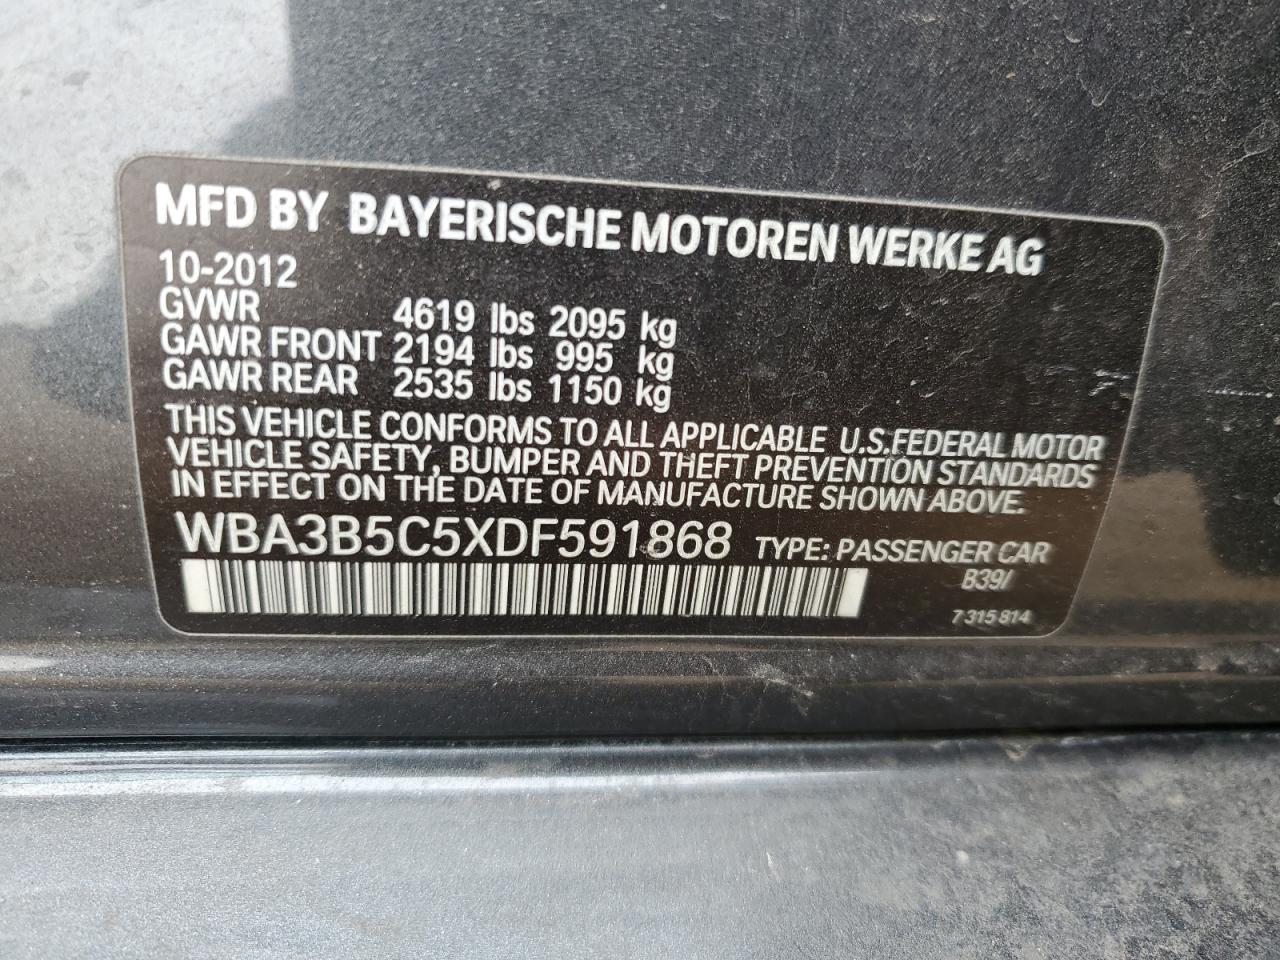 MFD BY BAYERISCHE MOTOREN WERKE AG
10-2012
GVWR 4619 lbs 2095 kg
GAWR FRONT 2194 lbs 995 kg
GAWR REAR 2535 lbs 1150 kg
THIS VEHICLE CONFORMS TO ALL APPLICABLE U.S.FEDERAL MOTOR
VEHICLE SAFETY, BUMPER AND THEFT PREVENTION STANDARDS
IN EFFECT ON THE DATE OF MANUFACTURE SHOWN ABOVE.
WBA3B5C5XDF591868 TYPE: PASSENGER CAR
B39/
7 315 814